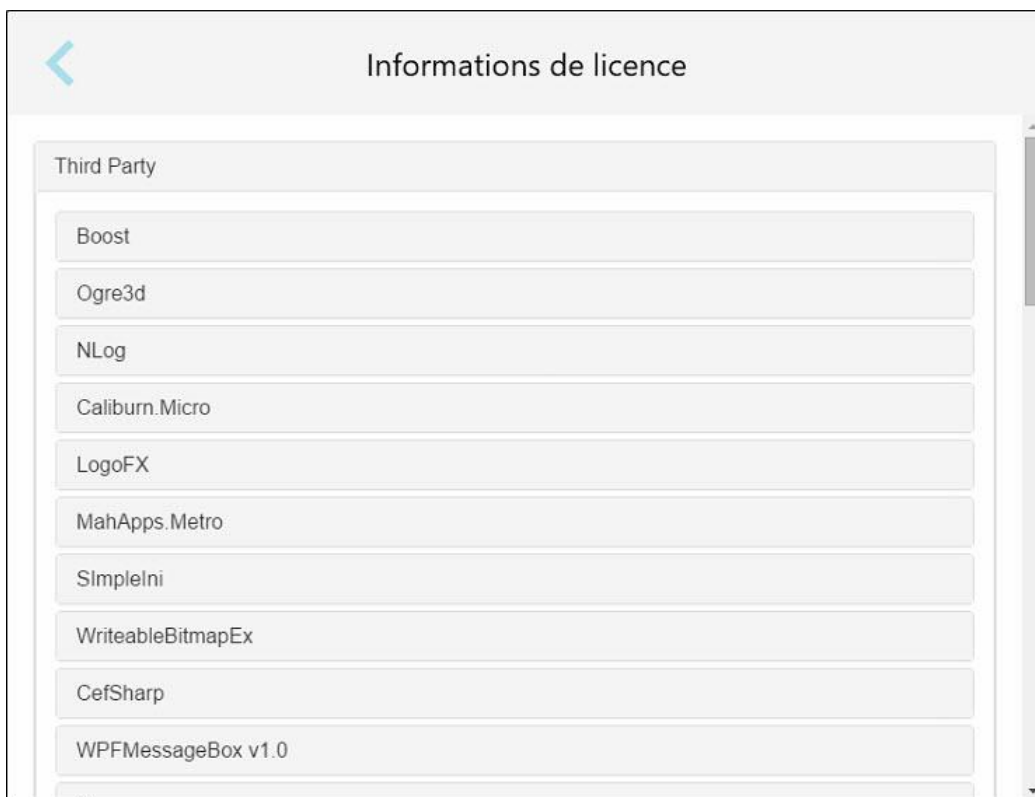 Informations de licence
Third Party
Boost
Ogre3d
NLog
Caliburn.Micro
LogoFX
MahApps.Metro
SImpleIni
WriteableBitmapEx
CefSharp
WPFMessageBox v1.0